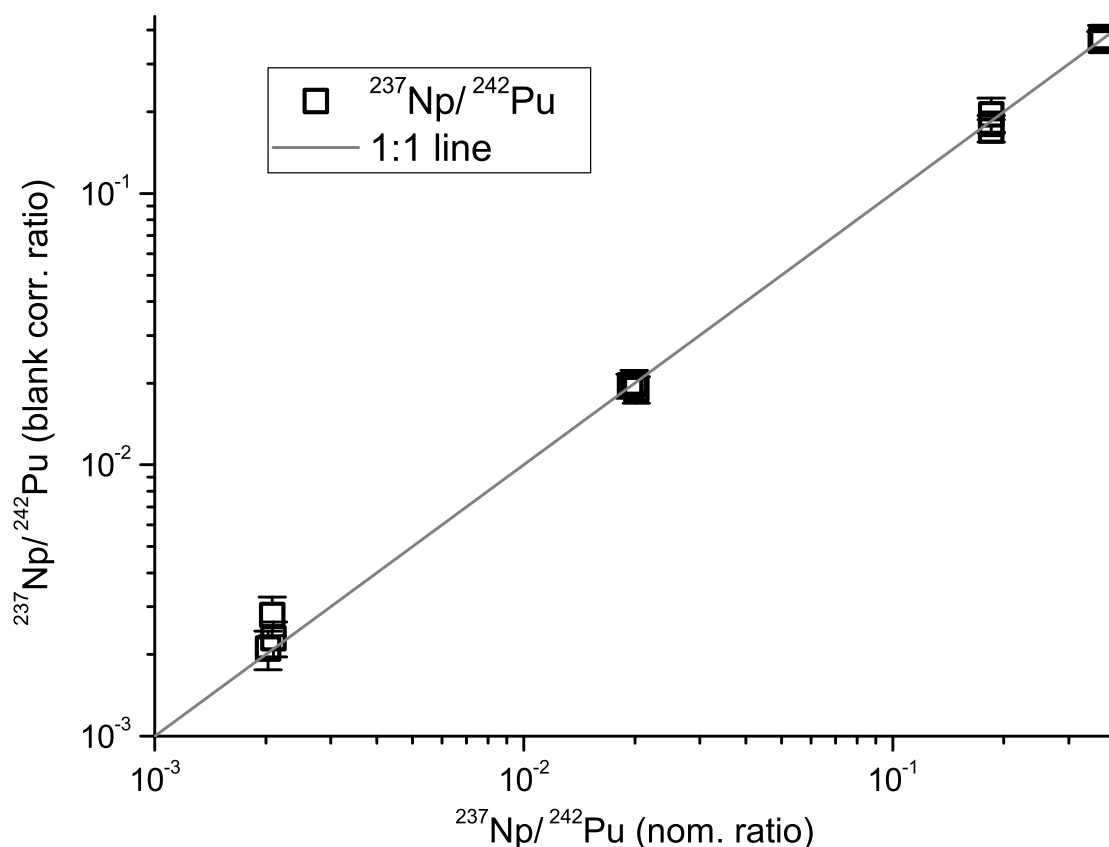 ²³⁷Np/ ²⁴²Pu
1:1 line
10⁻¹
10⁻²
10⁻³
²³⁷Np/ ²⁴²Pu (blank corr. ratio)
10⁻³
10⁻²
10⁻¹
²³⁷Np/ ²⁴²Pu (nom. ratio)